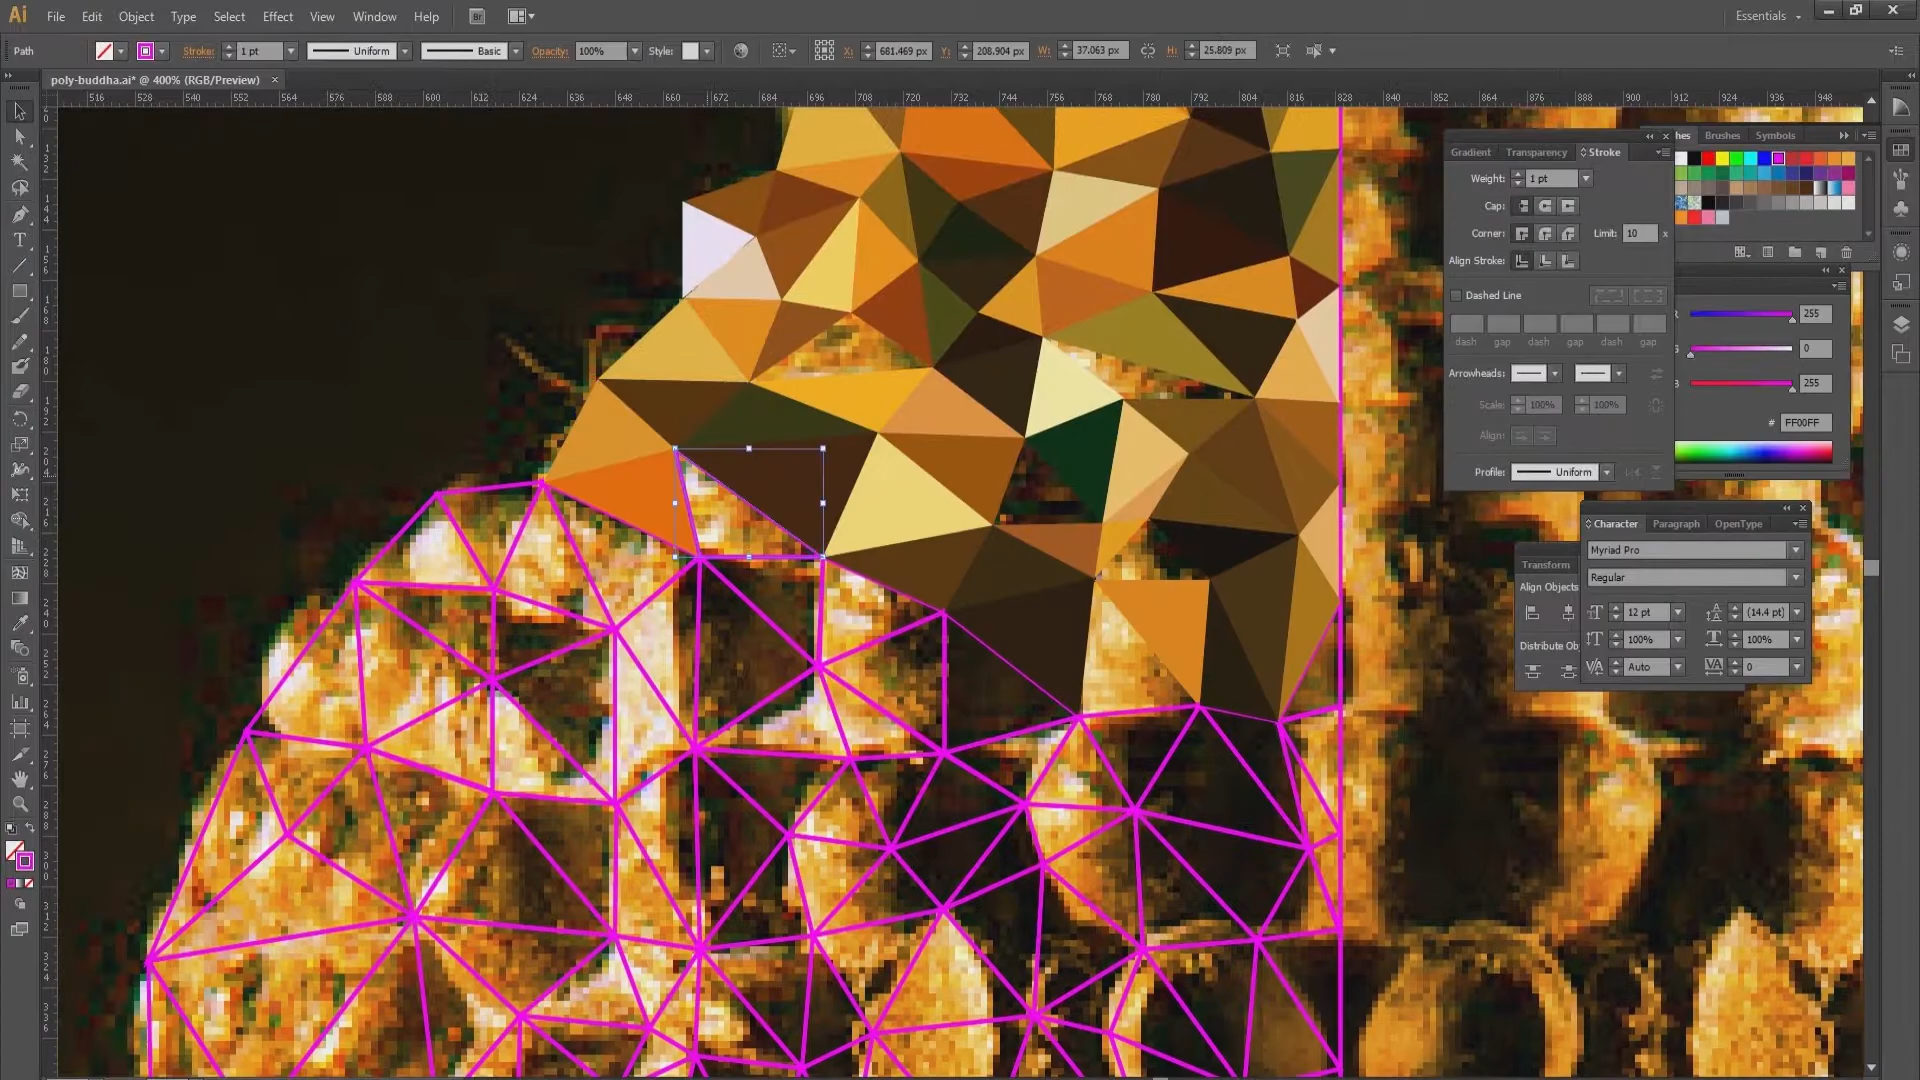 Ai File Edit Object Type Select Effect View Window Help Br Essentials
Path Stroke: 1 pt Uniform Basic Opacity: 100% Style: X: 681.469 px Y: 208.904 px W: 37.063 px H: 25.809 px
poly-buddha.ai* @ 400% (RGB/Preview) ×
516 528 540 552 564 576 588 600 612 624 636 648 660 672 684 696 708 720 732 744 756 768 780 792 804 816 828 840 852 864 876 888 900 912 924 936 948
hes Brushes Symbols
Gradient Transparency Stroke
Weight: 1 pt
Cap:
Corner: Limit: 10 x
Align Stroke:
Dashed Line
dash gap dash gap dash gap
Arrowheads:
Scale: 100% 100%
Align:
Profile: Uniform
255
0
B 255
# FF00FF
Character Paragraph OpenType
Myriad Pro
Regular
12 pt (14.4 pt)
100% 100%
Auto 0
Transform
Align Objects
Distribute Obj